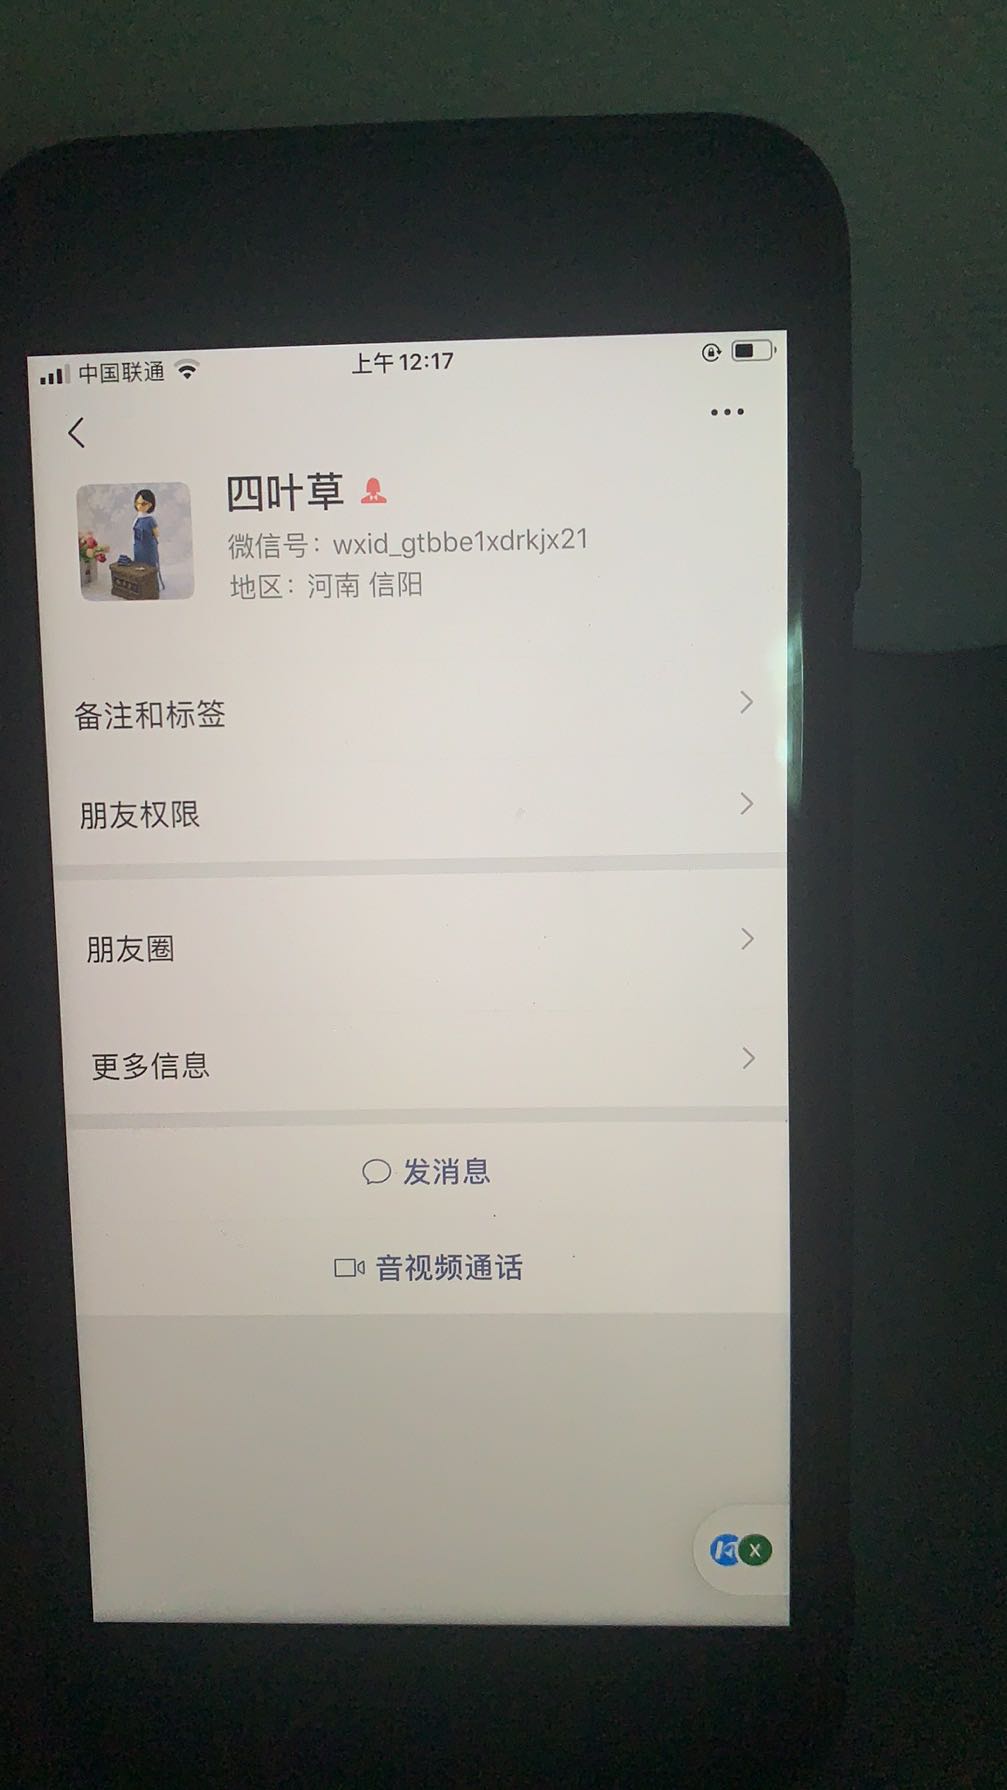 中国联通
上午 12:17
四叶草
微信号：wxid_gtbbe1xdrkjx21
地区：河南 信阳
备注和标签
朋友权限
朋友圈
更多信息
发消息
音视频通话
X